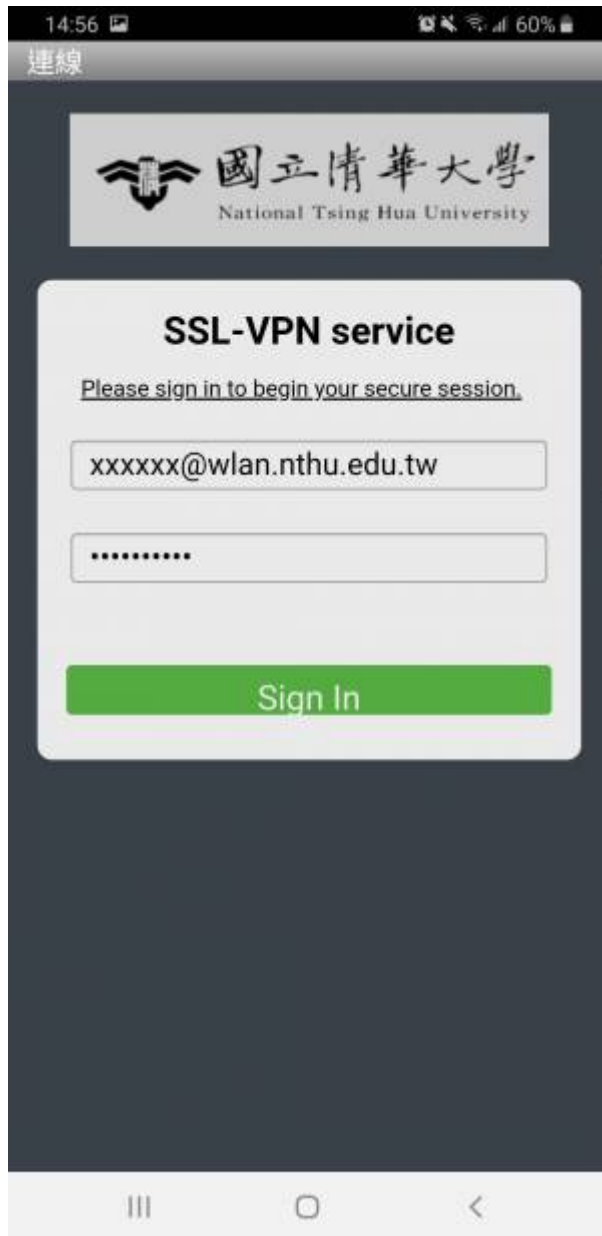 14:56 60%
連線
國立清華大學
National Tsing Hua University
SSL-VPN service
Please sign in to begin your secure session.
xxxxxx@wlan.nthu.edu.tw
••••••••••
Sign In